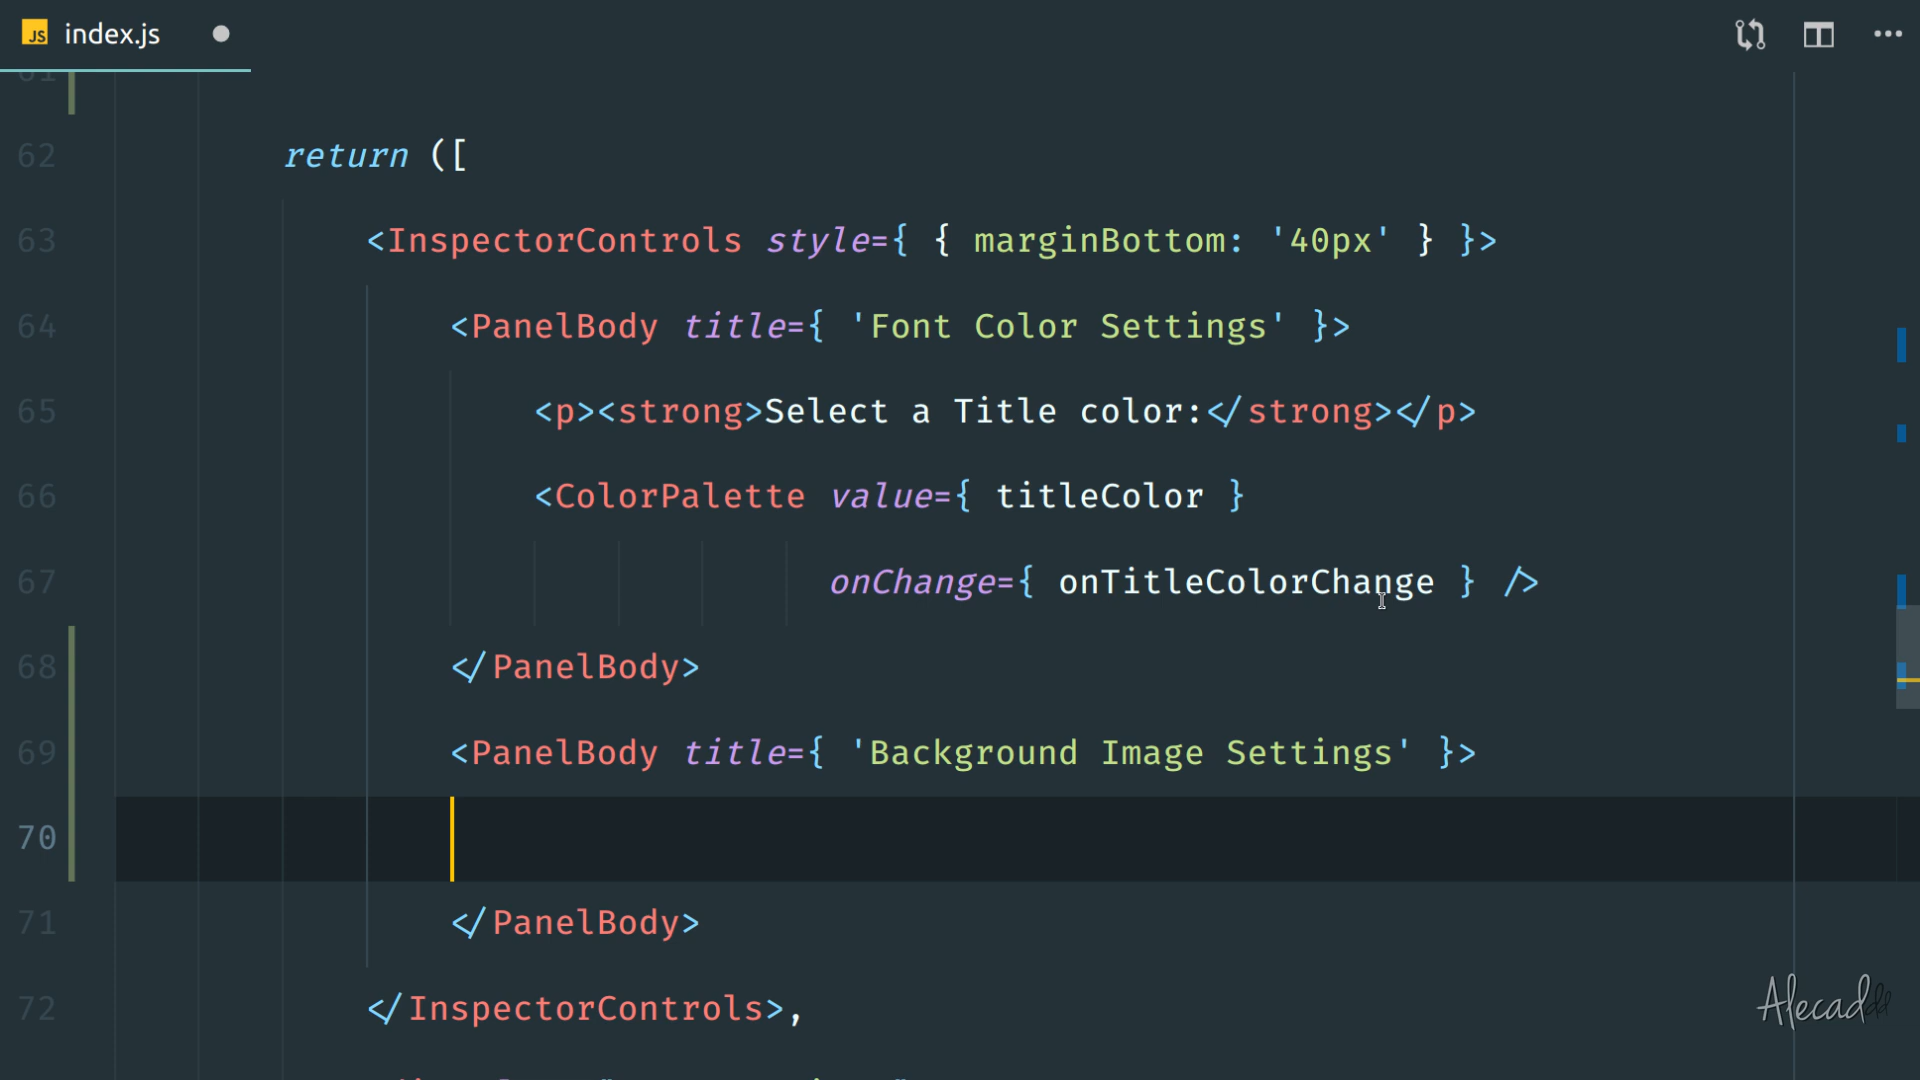 JS index.js
61
62 return ([
63 <InspectorControls style={ { marginBottom: '40px' } }>
64 <PanelBody title={ 'Font Color Settings' }>
65 <p><strong>Select a Title color:</strong></p>
66 <ColorPalette value={ titleColor }
67 onChange={ onTitleColorChange } />
68 </PanelBody>
69 <PanelBody title={ 'Background Image Settings' }>
70
71 </PanelBody>
72 </InspectorControls>,
Alecaddd